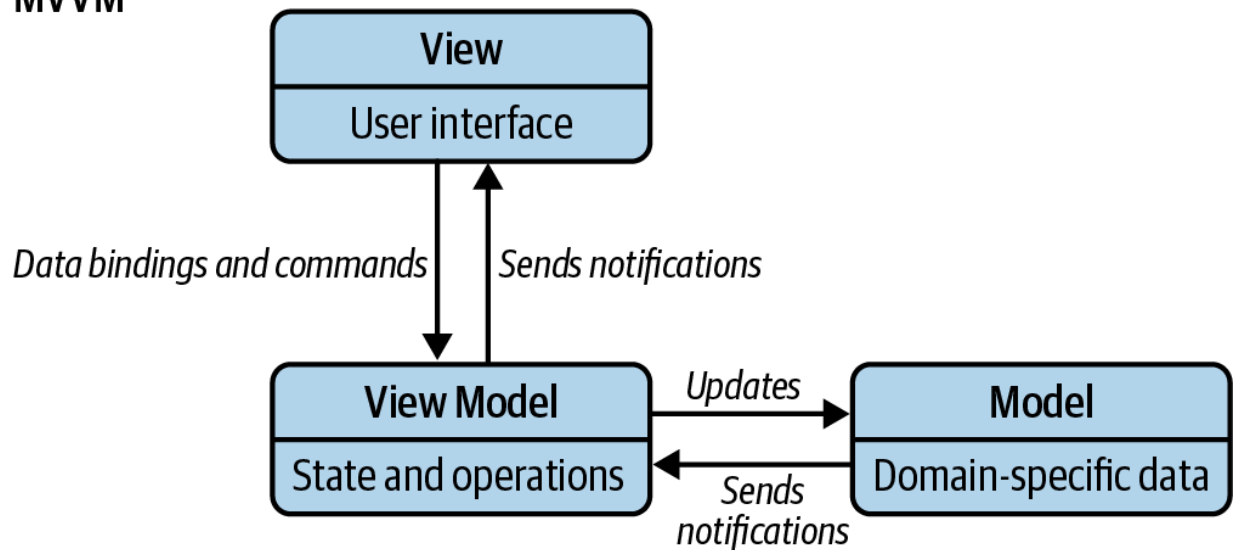 MVVM
View
User interface
Data bindings and commands
Sends notifications
View Model
State and operations
Updates
Sends
notifications
Model
Domain-specific data